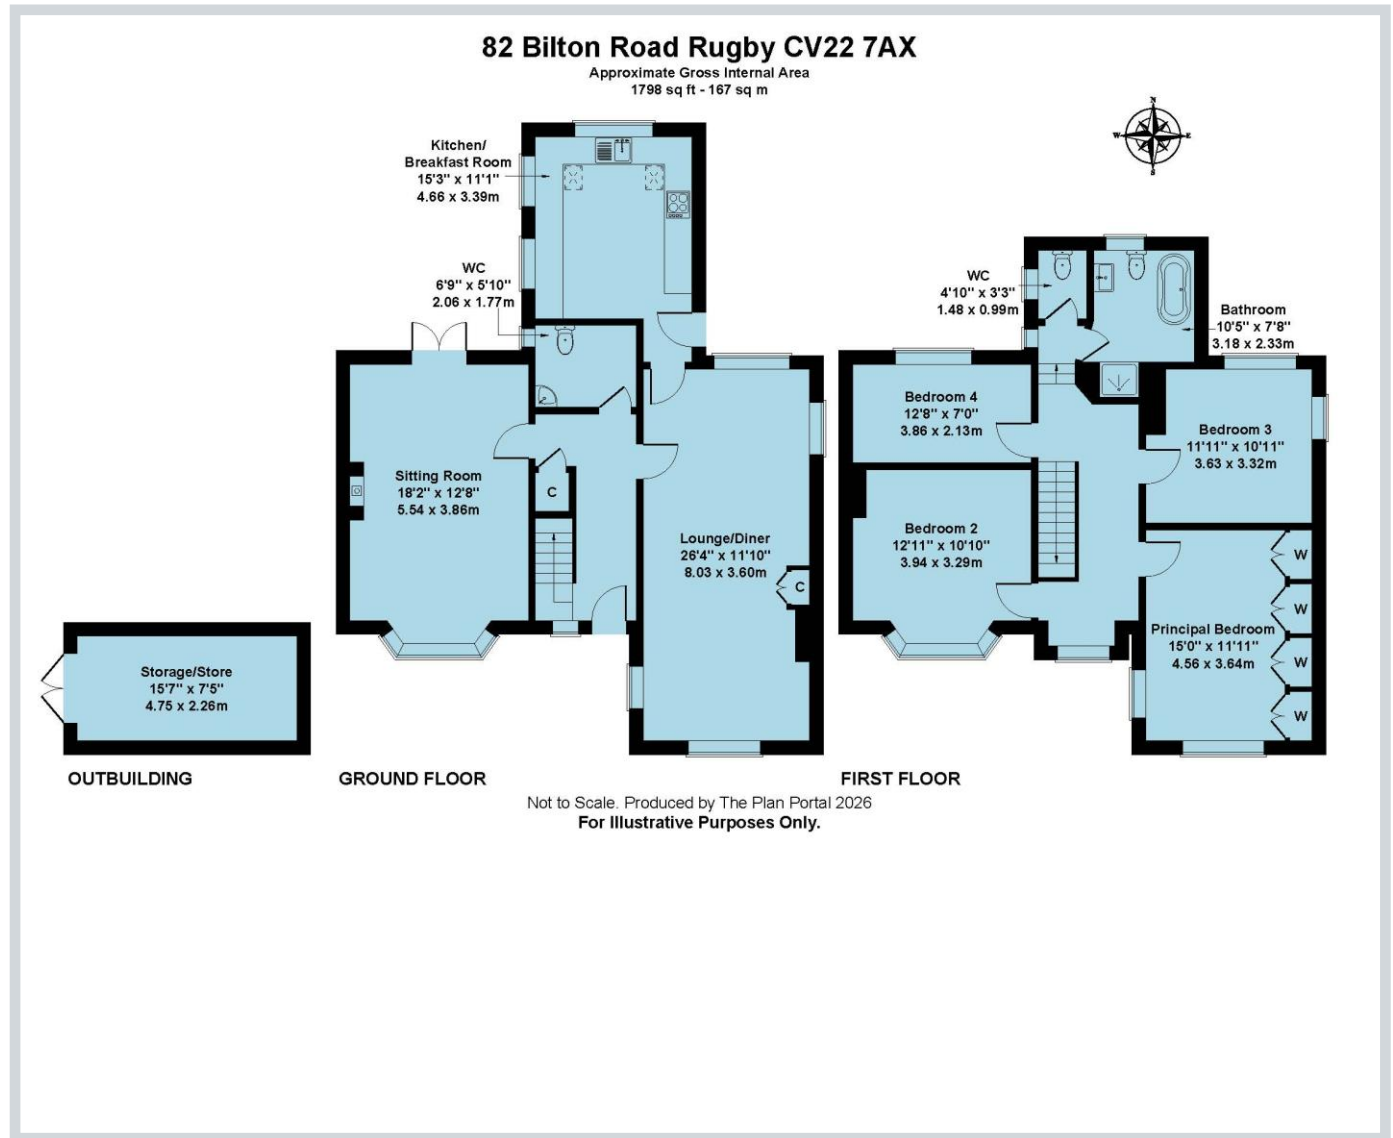 82 Bilton Road Rugby CV22 7AX
Approximate Gross Internal Area
1798 sq ft - 167 sq m
N
W
E
S
Kitchen/
Breakfast Room
15'3" x 11'1"
4.66 x 3.39m
WC
6'9" x 5'10"
2.06 x 1.77m
Sitting Room
18'2" x 12'8"
5.54 x 3.86m
C
Lounge/Diner
26'4" x 11'10"
8.03 x 3.60m
C
WC
4'10" x 3'3"
1.48 x 0.99m
Bathroom
10'5" x 7'8"
3.18 x 2.33m
Bedroom 4
12'8" x 7'0"
3.86 x 2.13m
Bedroom 3
11'11" x 10'11"
3.63 x 3.32m
Bedroom 2
12'11" x 10'10"
3.94 x 3.29m
Principal Bedroom
15'0" x 11'11"
4.56 x 3.64m
W
W
W
W
Storage/Store
15'7" x 7'5"
4.75 x 2.26m
OUTBUILDING
GROUND FLOOR
FIRST FLOOR
Not to Scale. Produced by The Plan Portal 2026
For Illustrative Purposes Only.